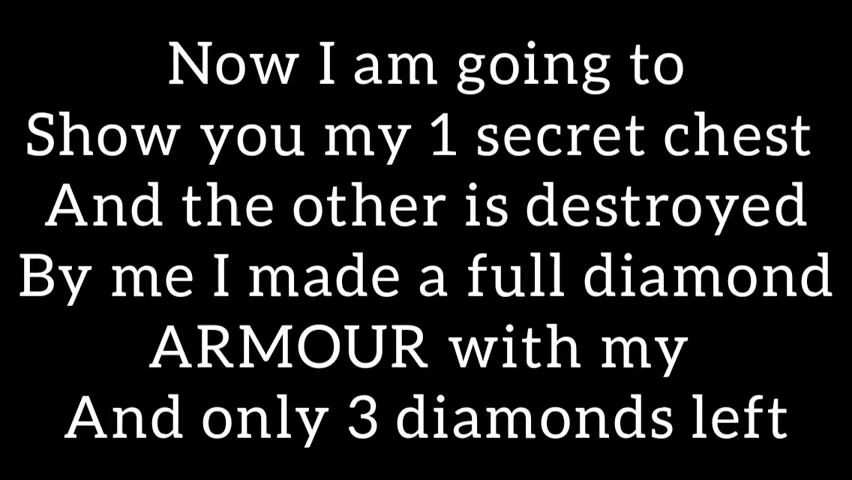 Now I am going to
Show you my 1 secret chest
And the other is destroyed
By me I made a full diamond
ARMOUR with my
And only 3 diamonds left